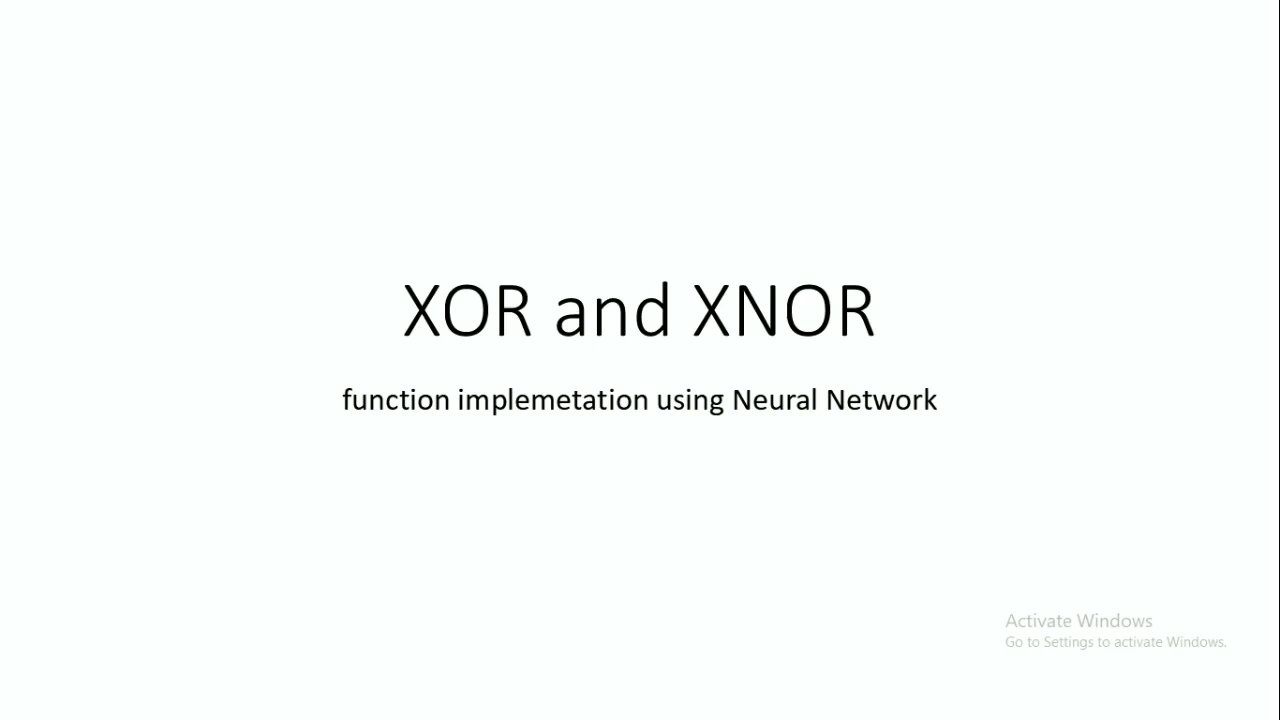 XOR and XNOR
function implemetation using Neural Network
Activate Windows
Go to Settings to activate Windows.